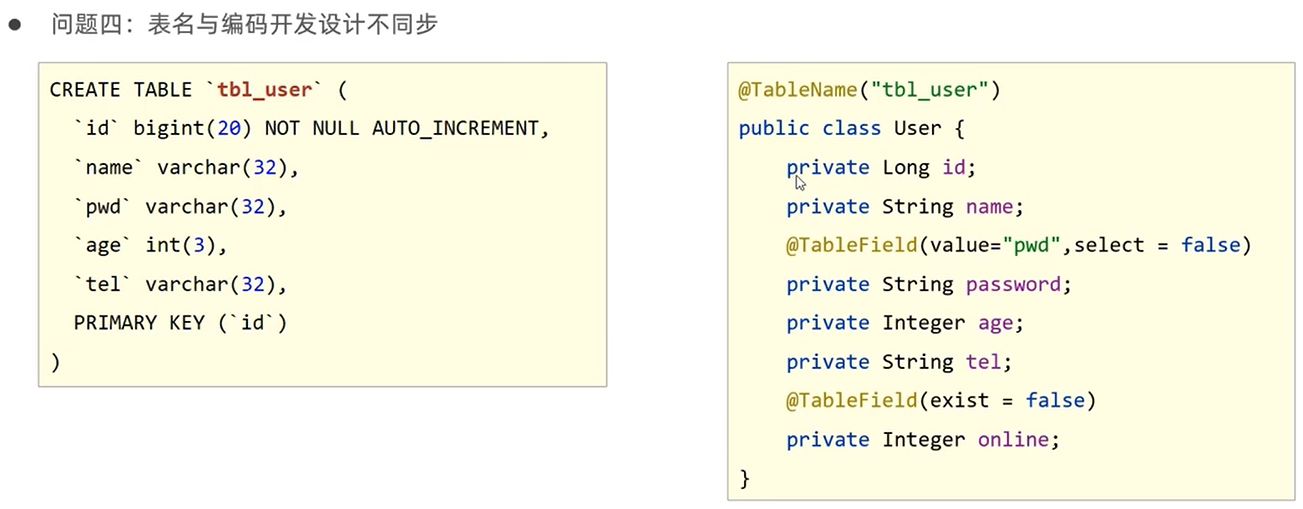 ● 问题四：表名与编码开发设计不同步
CREATE TABLE `tbl_user` (
  `id` bigint(20) NOT NULL AUTO_INCREMENT,
  `name` varchar(32),
  `pwd` varchar(32),
  `age` int(3),
  `tel` varchar(32),
  PRIMARY KEY (`id`)
)
@TableName("tbl_user")
public class User {
    private Long id;
    private String name;
    @TableField(value="pwd",select = false)
    private String password;
    private Integer age;
    private String tel;
    @TableField(exist = false)
    private Integer online;
}